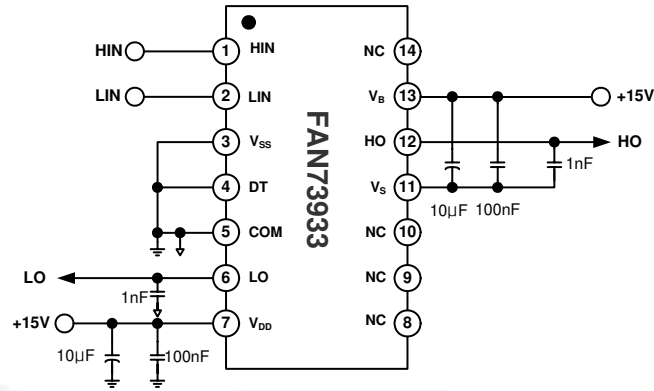 HIN
1
HIN
NC
14
LIN
2
LIN
VB
13
+15V
3
VSS
HO
12
HO
4
DT
VS
11
1nF
10μF
100nF
5
COM
NC
10
LO
6
LO
NC
9
1nF
+15V
7
VDD
NC
8
10μF
100nF
FAN73933